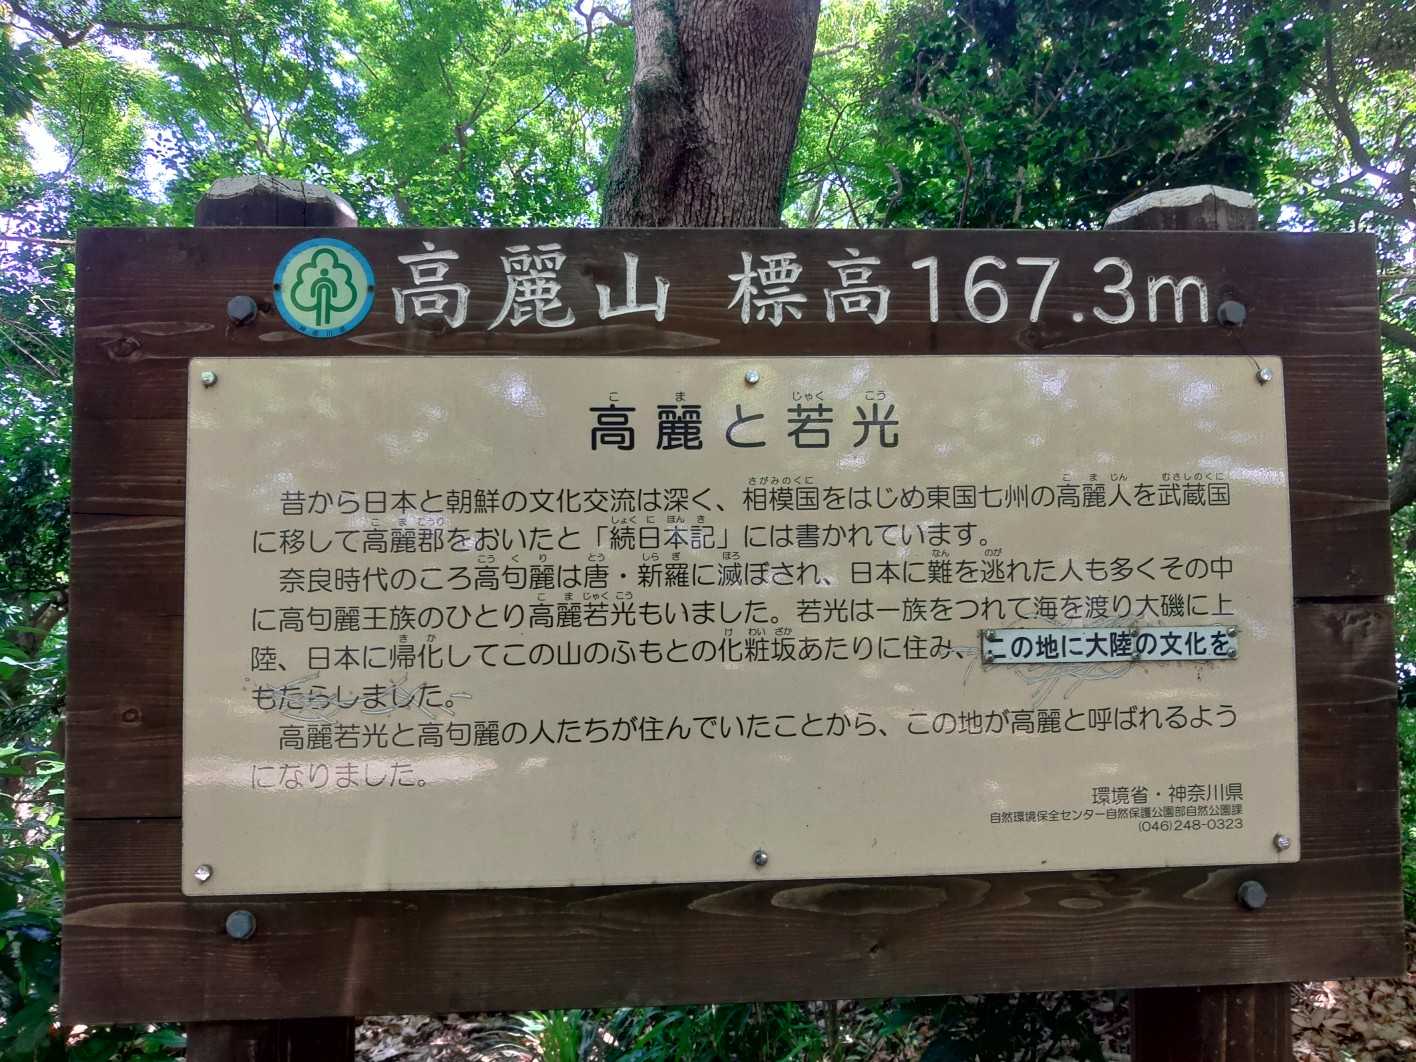 高麗山 標高167.3m
高麗と若光
昔から日本と朝鮮の文化交流は深く、相模国をはじめ東国七州の高麗人を武蔵国
に移して高麗郡をおいたと「続日本記」には書かれています。
奈良時代のころ高句麗は唐・新羅に滅ぼされ、日本に難を逃れた人も多くその中
に高句麗王族のひとり高麗若光もいました。若光は一族をつれて海を渡り大磯に上
陸、日本に帰化してこの山のふもとの化粧坂あたりに住み、この地に大陸の文化を
もたらしました。
高麗若光と高句麗の人たちが住んでいたことから、この地が高麗と呼ばれるよう
になりました。
環境省・神奈川県
自然環境保全センター自然保護公園部自然公園課
(046)248-0323